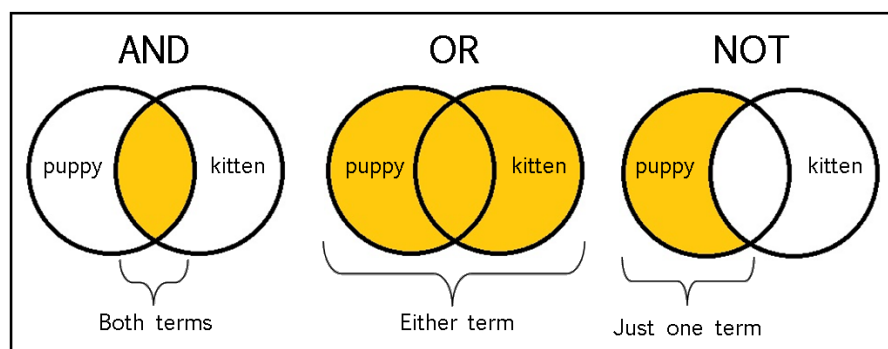 AND OR NOT
puppy kitten puppy kitten puppy kitten
Both terms Either term Just one term